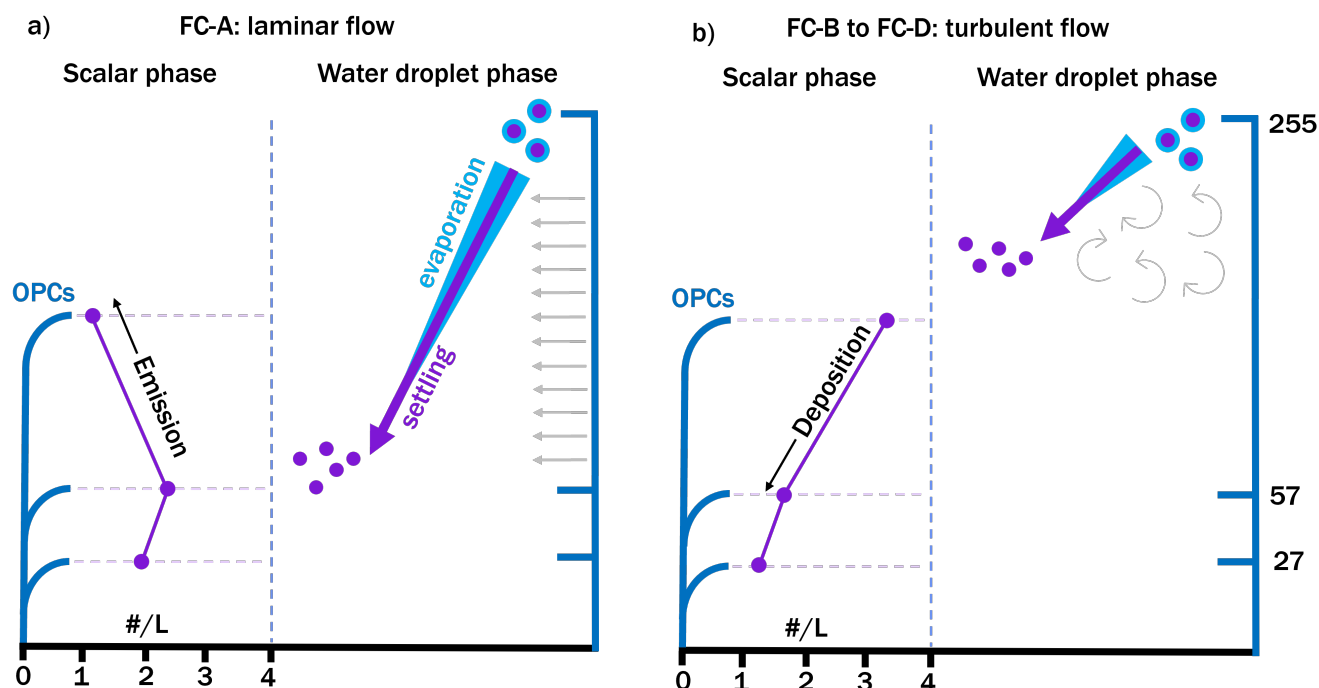 a)
FC-A: laminar flow
Scalar phase
Water droplet phase
OPCs
Emission
evaporation
settling
#/L
0 1 2 3 4
b)
FC-B to FC-D: turbulent flow
Scalar phase
Water droplet phase
255
OPCs
Deposition
57
27
#/L
0 1 2 3 4